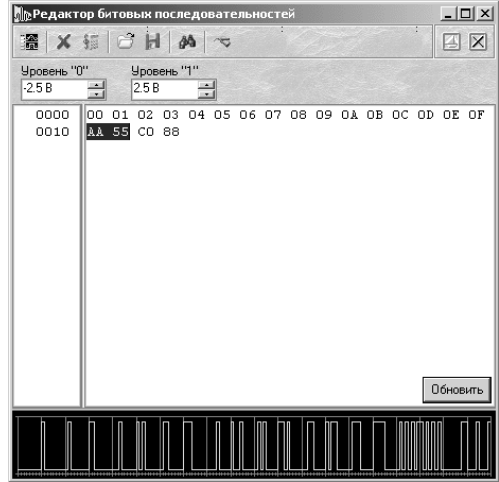 Редактор битовых последовательностей
Уровень "0" Уровень "1"
-2.5 В 2.5 В
0000 00 01 02 03 04 05 06 07 08 09 0A 0B 0C 0D 0E 0F
0010 AA 55 C0 88
Обновить